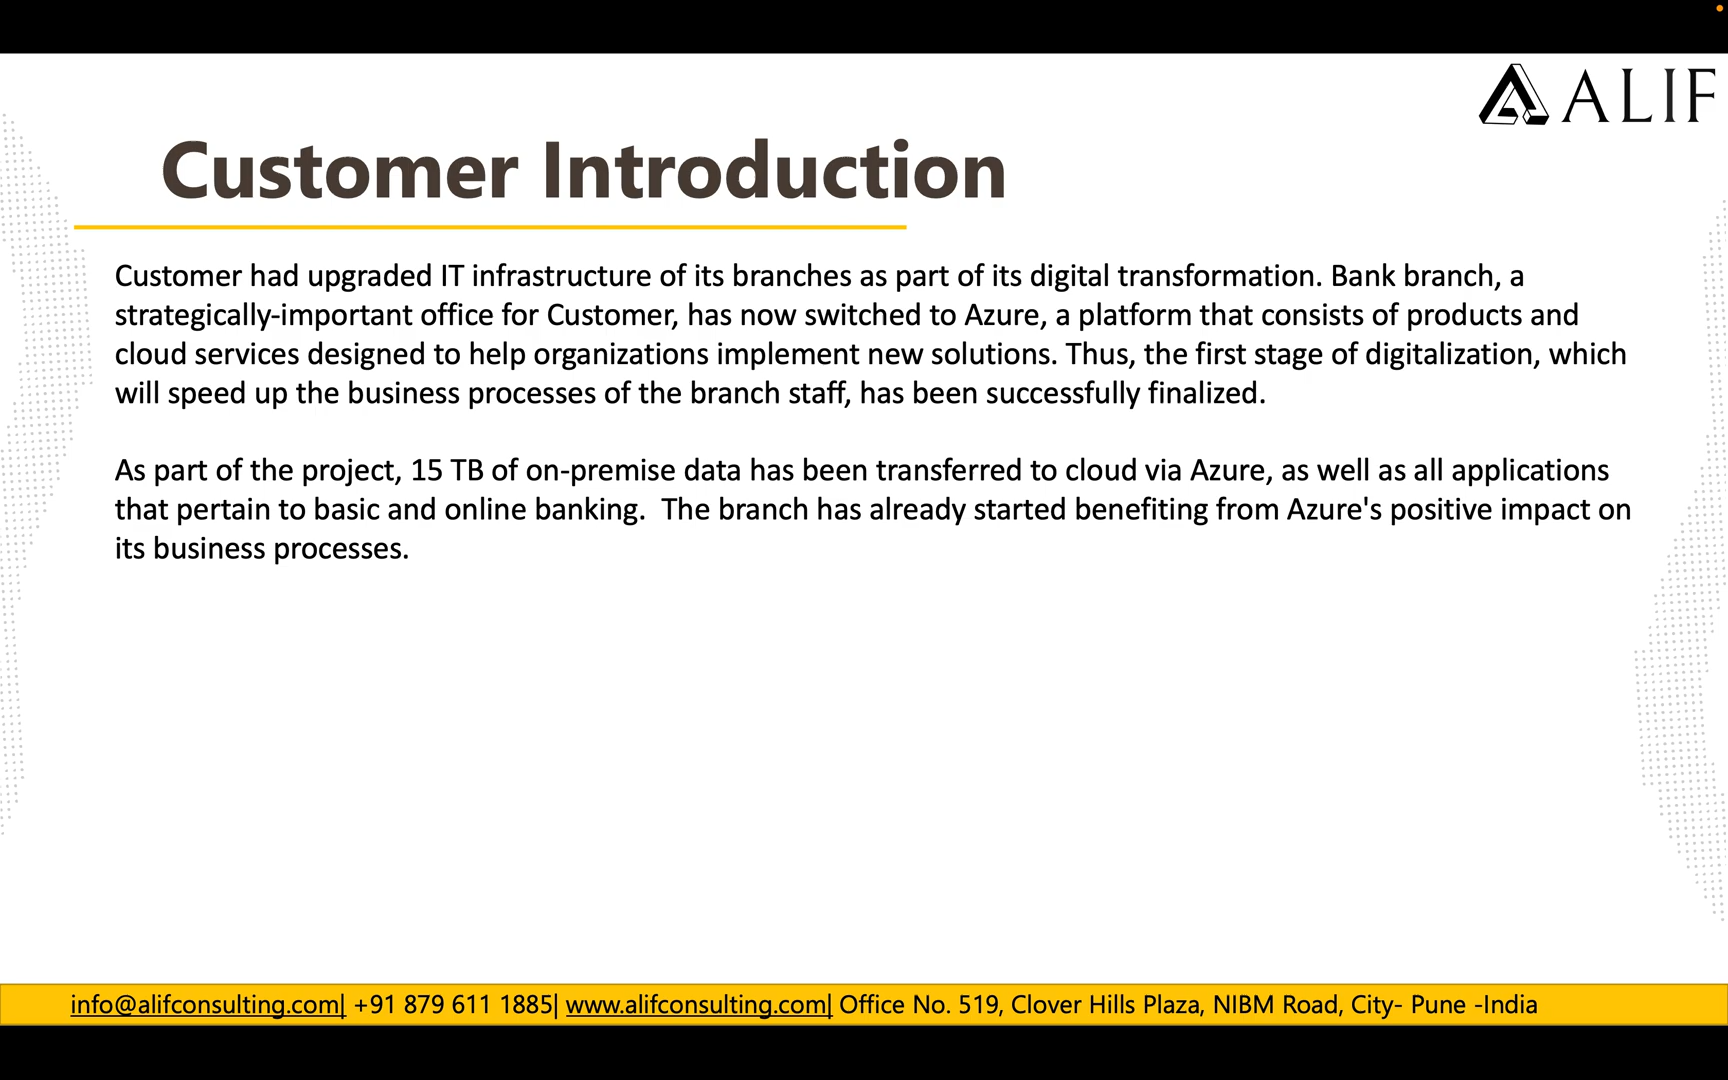 ALIF
Customer Introduction
Customer had upgraded IT infrastructure of its branches as part of its digital transformation. Bank branch, a
strategically-important office for Customer, has now switched to Azure, a platform that consists of products and
cloud services designed to help organizations implement new solutions. Thus, the first stage of digitalization, which
will speed up the business processes of the branch staff, has been successfully finalized.
As part of the project, 15 TB of on-premise data has been transferred to cloud via Azure, as well as all applications
that pertain to basic and online banking.  The branch has already started benefiting from Azure's positive impact on
its business processes.
info@alifconsulting.com| +91 879 611 1885| www.alifconsulting.com| Office No. 519, Clover Hills Plaza, NIBM Road, City- Pune -India